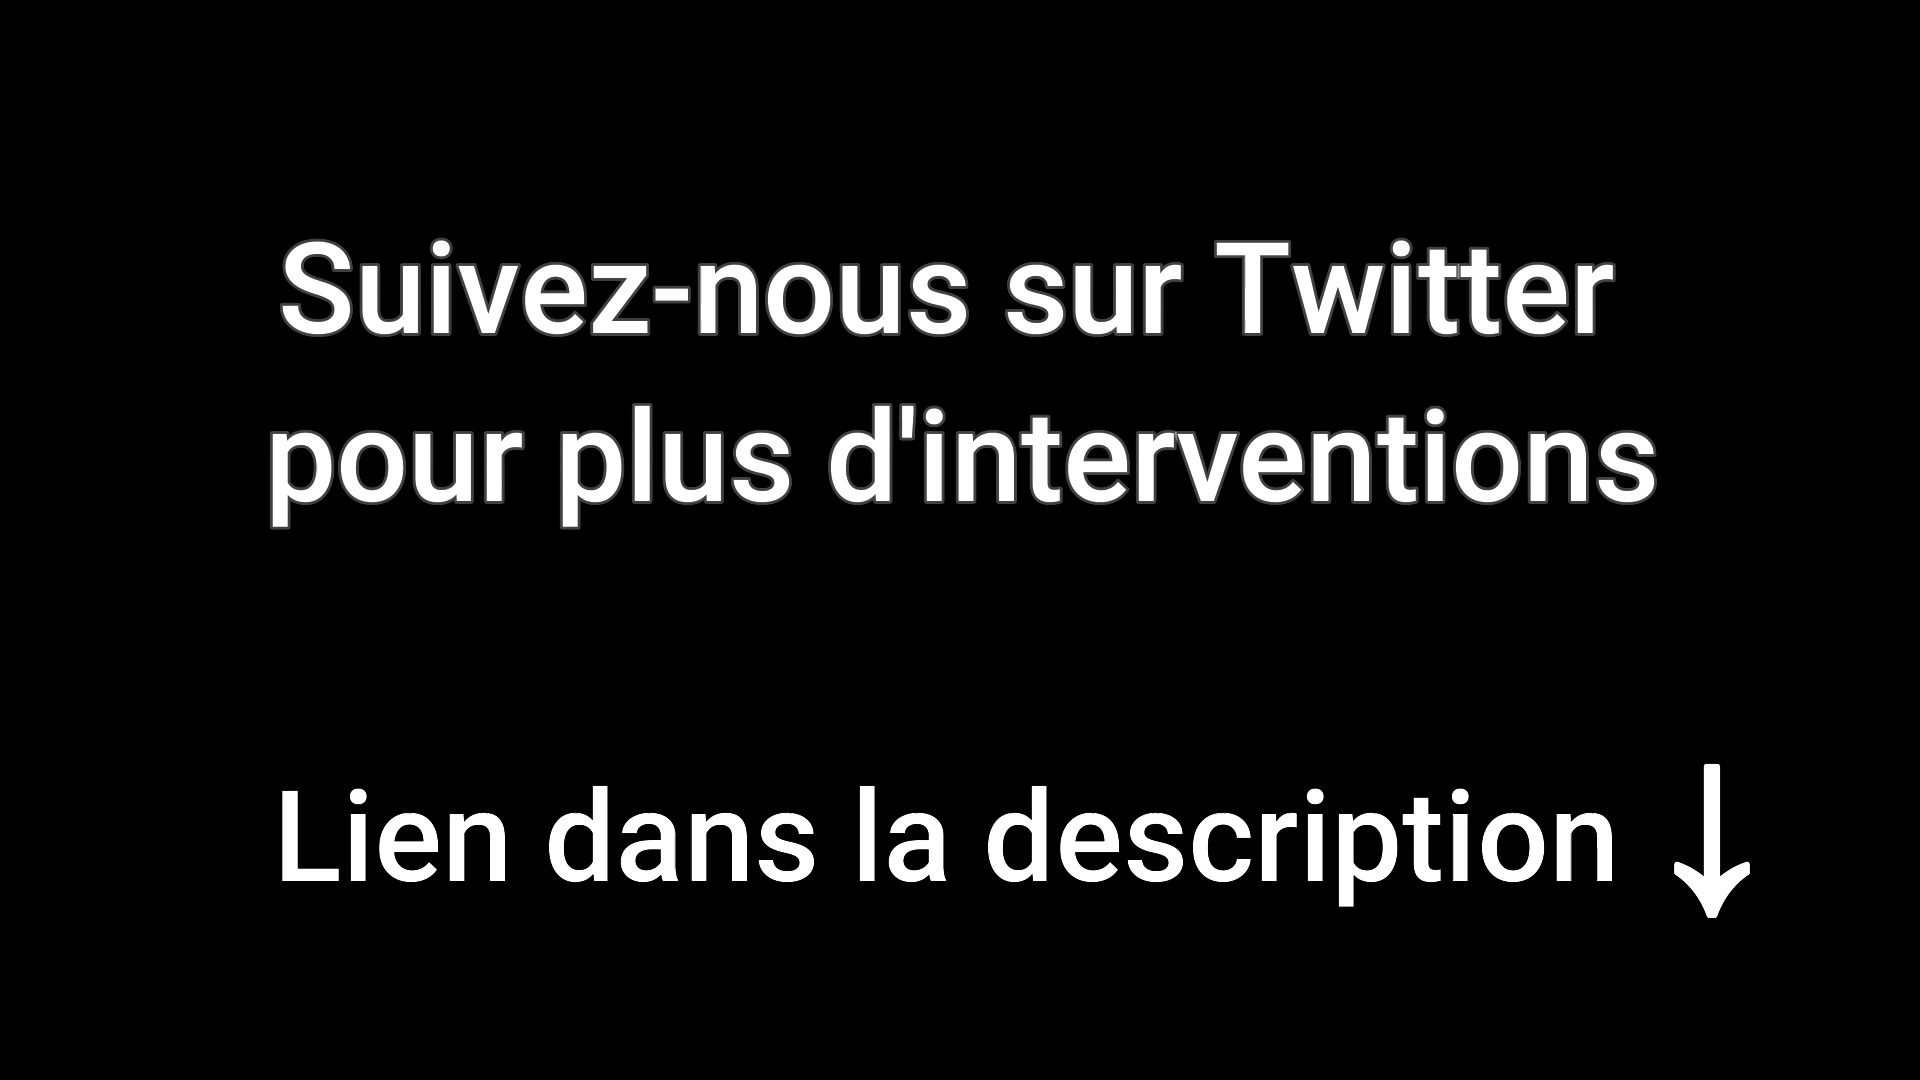 Suivez-nous sur Twitter
pour plus d'interventions
Lien dans la description ↓